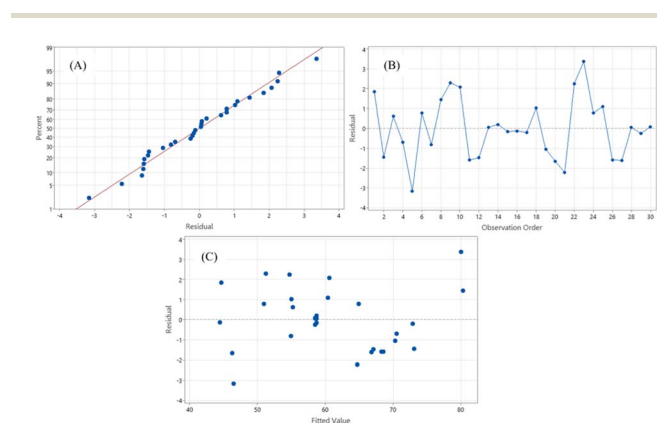 (A)
Percent
99
95
90
80
70
60
50
40
30
20
10
5
1
-4 -3 -2 -1 0 1 2 3 4
Residual
(B)
Residual
4
3
2
1
0
-1
-2
-3
-4
2 4 6 8 10 12 14 16 18 20 22 24 26 28 30
Observation Order
(C)
Residual
4
3
2
1
0
-1
-2
-3
-4
40 50 60 70 80
Fitted Value